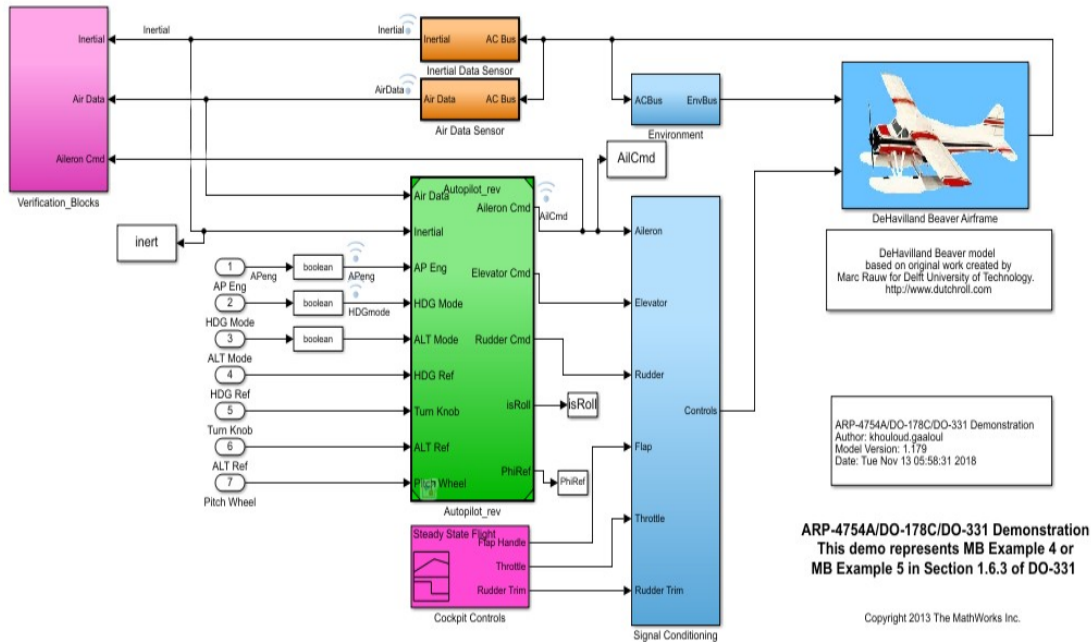 Inertial
Air Data
Aileron Cmd
Verification_Blocks
Inertial
Inertial
Inertial
AC Bus
Inertial Data Sensor
AirData
Air Data
AC Bus
Air Data Sensor
ACBus
EnvBus
Environment
DeHavilland Beaver Airframe
AilCmd
inert
Autopilot_rev
Air Data
Inertial
AP Eng
HDG Mode
ALT Mode
HDG Ref
Turn Knob
ALT Ref
Pitch Wheel
Aileron Cmd
Elevator Cmd
Rudder Cmd
isRoll
PhiRef
Autopilot_rev
AilCmd
isRoll
PhiRef
1
AP Eng
APeng
boolean
APeng
2
HDG Mode
boolean
HDGmode
3
ALT Mode
boolean
4
HDG Ref
5
Turn Knob
6
ALT Ref
7
Pitch Wheel
Steady State Flight
Flap Handle
Throttle
Rudder Trim
Cockpit Controls
Aileron
Elevator
Rudder
Flap
Throttle
Rudder Trim
Controls
Signal Conditioning
DeHavilland Beaver model
based on original work created by
Marc Rauw for Delft University of Technology.
http://www.dutchroll.com
ARP-4754A/DO-178C/DO-331 Demonstration
Author: khouloud.gaaloul
Model Version: 1.179
Date: Tue Nov 13 05:58:31 2018
ARP-4754A/DO-178C/DO-331 Demonstration
This demo represents MB Example 4 or
MB Example 5 in Section 1.6.3 of DO-331
Copyright 2013 The MathWorks Inc.